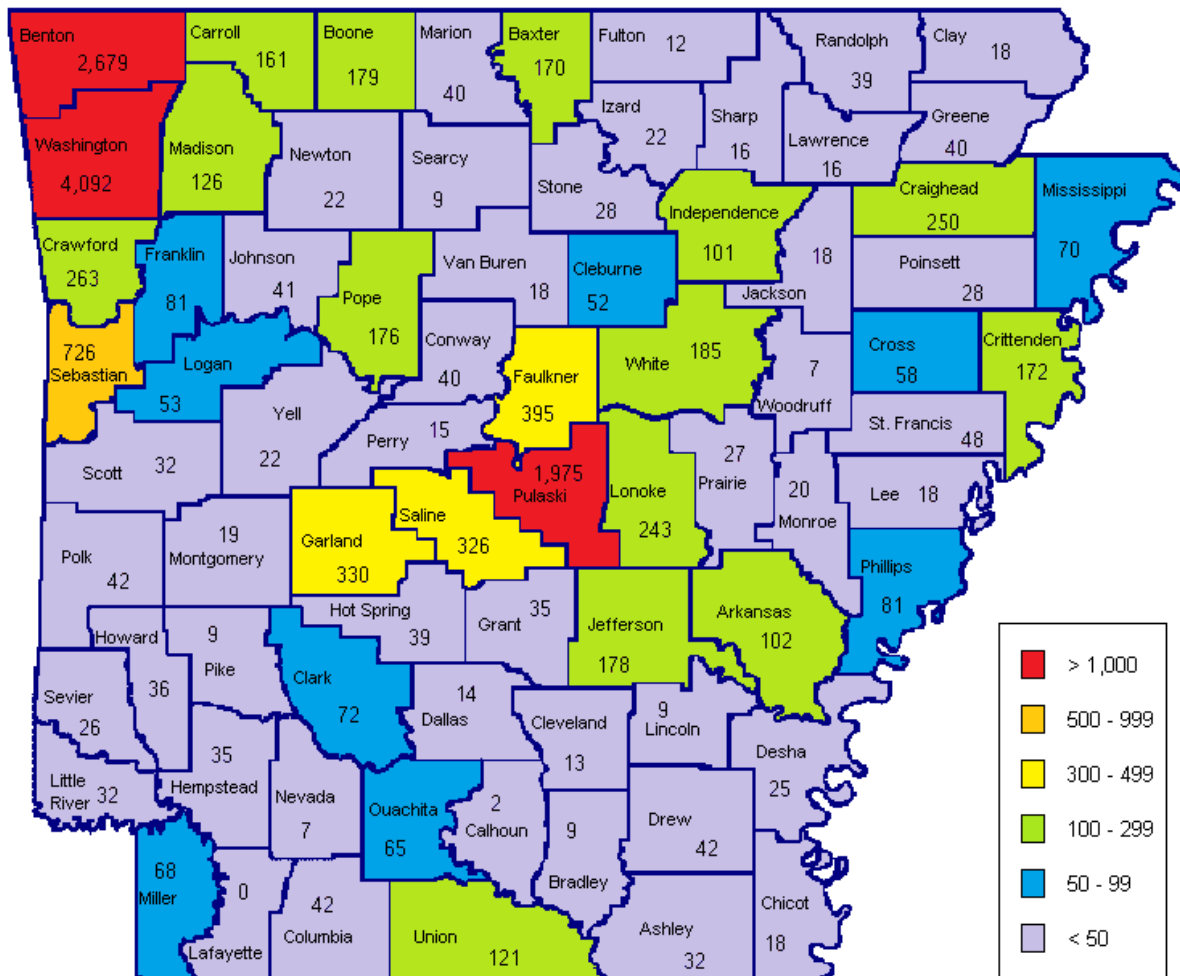 Benton
2,679
Carroll
161
Boone
179
Marion
40
Baxter
170
Fulton
12
Randolph
39
Clay
18
Washington
4,092
Madison
126
Newton
22
Searcy
9
Stone
28
Izard
22
Sharp
16
Lawrence
16
Greene
40
Crawford
263
Franklin
81
Johnson
41
Pope
176
Van Buren
18
Cleburne
52
Independence
101
18
Jackson
Craighead
250
Mississippi
70
Poinsett
28
726
Sebastian
Logan
53
Conway
40
Faulkner
395
White
185
7
Woodruff
Cross
58
Crittenden
172
Scott
32
Yell
22
Perry
15
1,975
Pulaski
Lonoke
243
27
Prairie
20
Monroe
St. Francis
48
Lee 18
Polk
42
19
Montgomery
Garland
330
Saline
326
Hot Spring
39
Grant
35
Jefferson
178
Arkansas
102
Phillips
81
Howard
36
9
Pike
Clark
72
14
Dallas
Cleveland
13
9
Lincoln
Desha
25
Sevier
26
Little
River 32
35
Hempstead
Nevada
7
Ouachita
65
2
Calhoun
9
Bradley
Drew
42
68
Miller
0
Lafayette
42
Columbia
Union
121
Ashley
32
Chicot
18
> 1,000
500 - 999
300 - 499
100 - 299
50 - 99
< 50